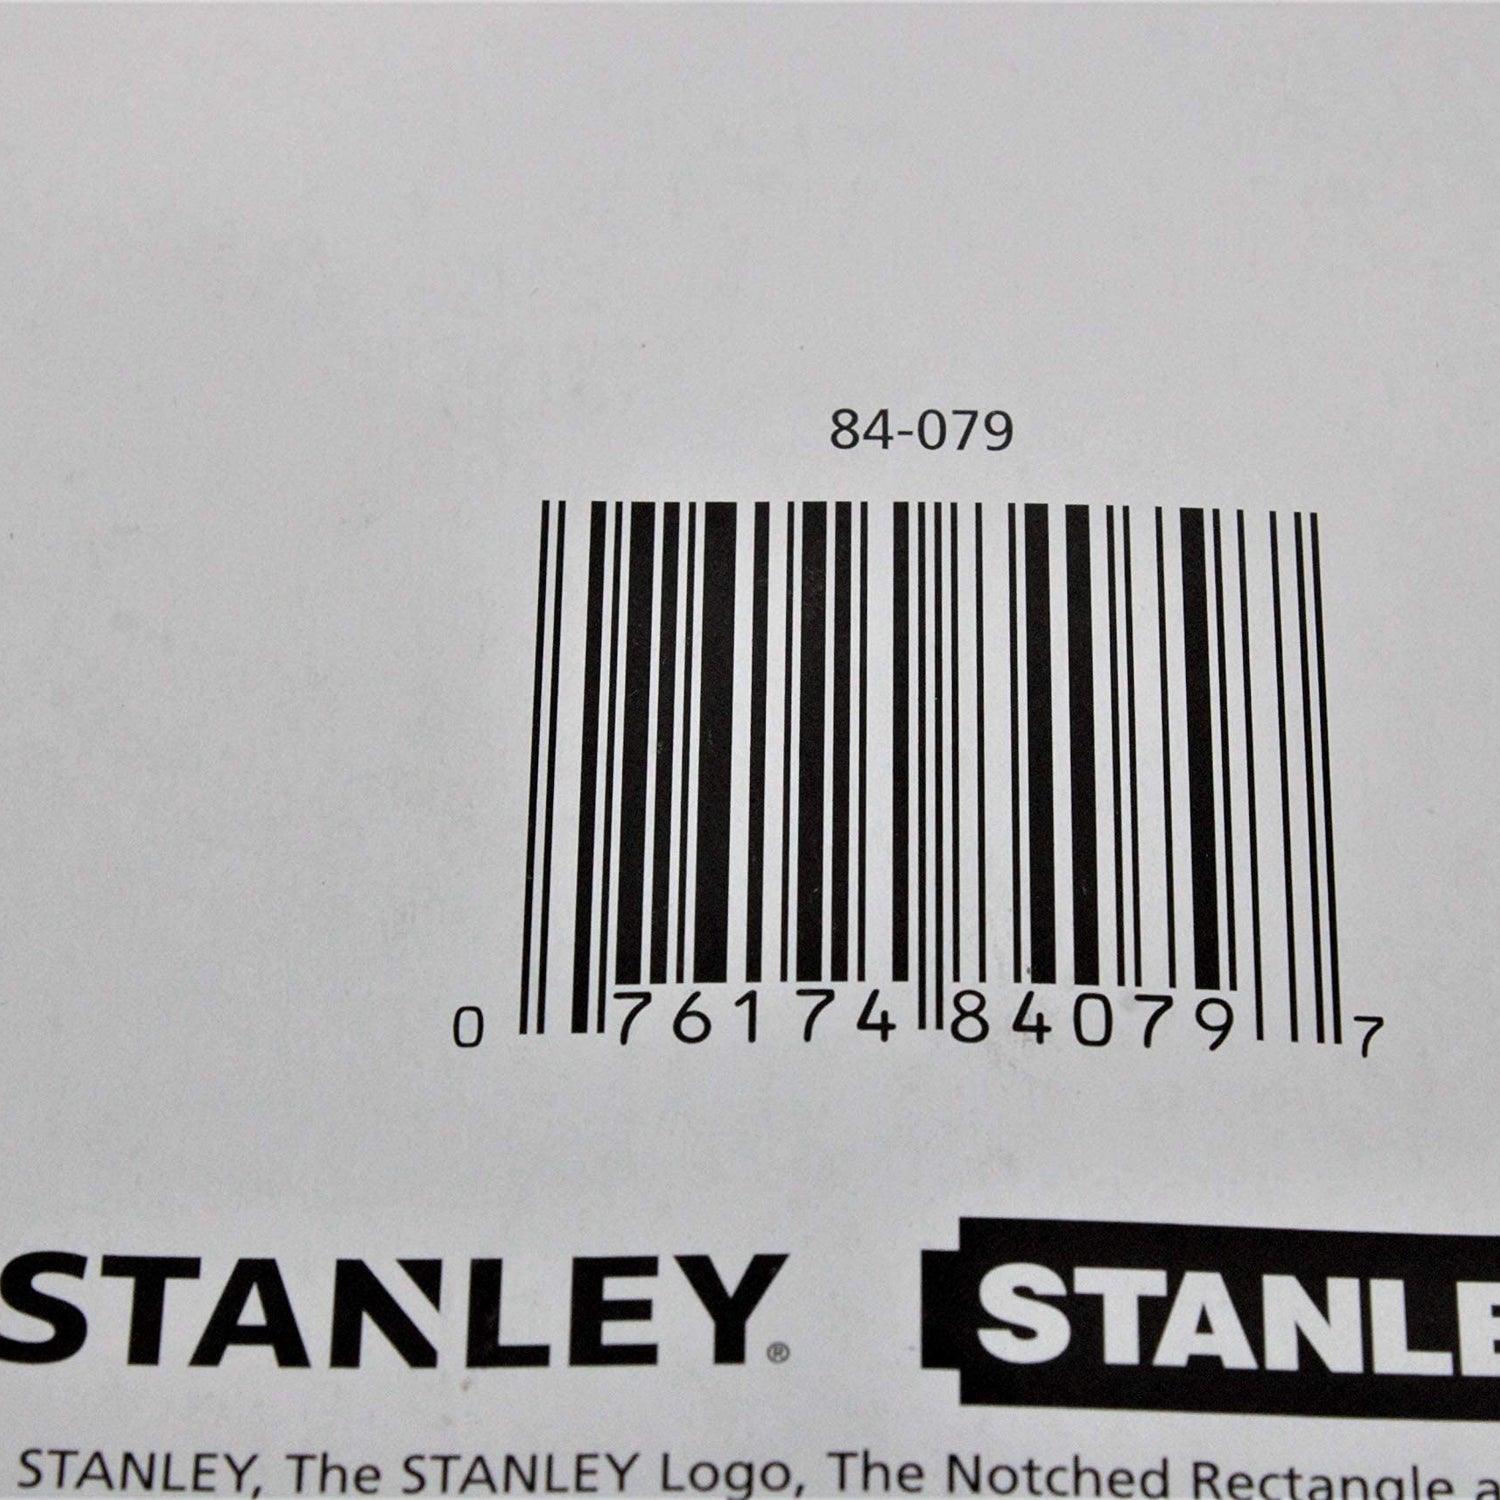 84-079
0 76174 84079 7
STANLEY®
STANLE
STANLEY, The STANLEY Logo, The Notched Rectangle a